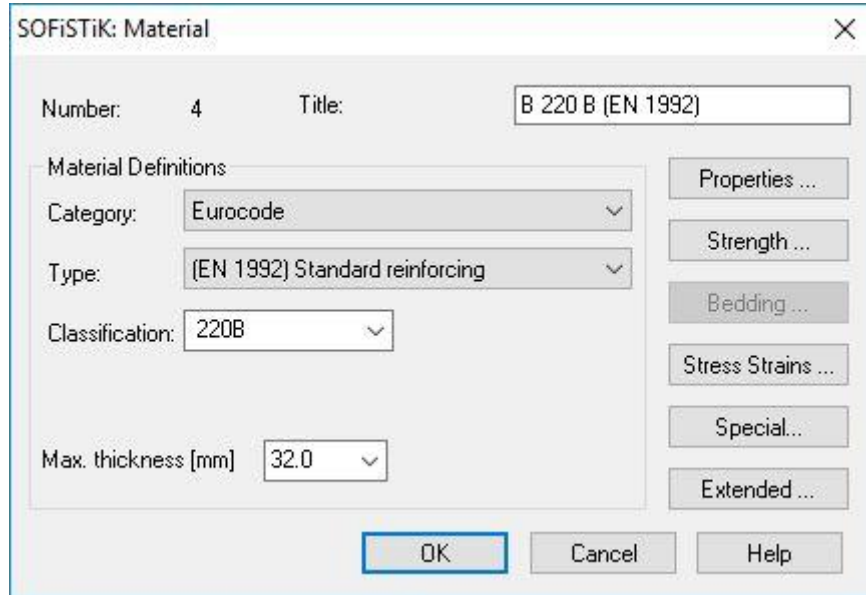 SOFiSTiK: Material
Number: 4 Title: B 220 B (EN 1992)
Material Definitions
Category: Eurocode
Type: (EN 1992) Standard reinforcing
Classification: 220B
Max. thickness [mm] 32.0
Properties ...
Strength ...
Bedding ...
Stress Strains ...
Special...
Extended ...
OK Cancel Help